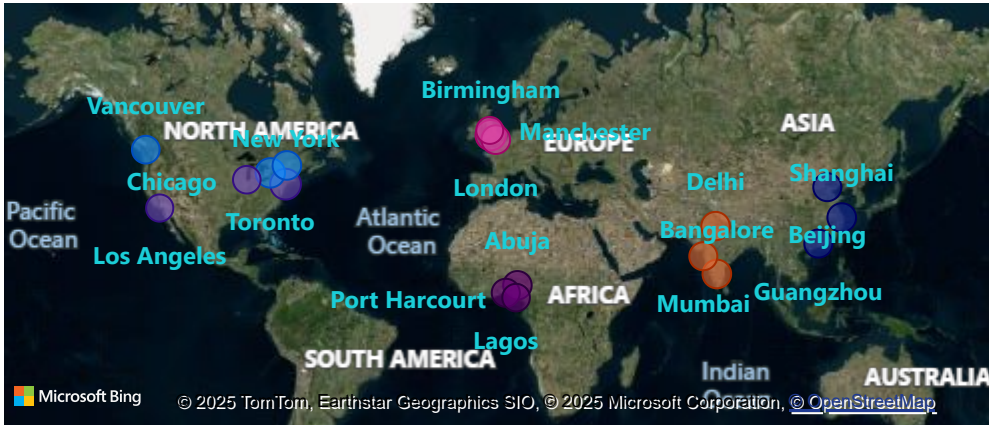 Birmingham
Vancouver
NORTH AMERICA
New York
Manchester
EUROPE
ASIA
Chicago
London
Delhi
Shanghai
Pacific
Ocean
Toronto
Atlantic
Ocean
Abuja
Bangalore
Beijing
Los Angeles
Port Harcourt
AFRICA
Mumbai
Guangzhou
Lagos
SOUTH AMERICA
Indian
Ocean
AUSTRALIA
Microsoft Bing
© 2025 TomTom, Earthstar Geographics SIO, © 2025 Microsoft Corporation, © OpenStreetMap